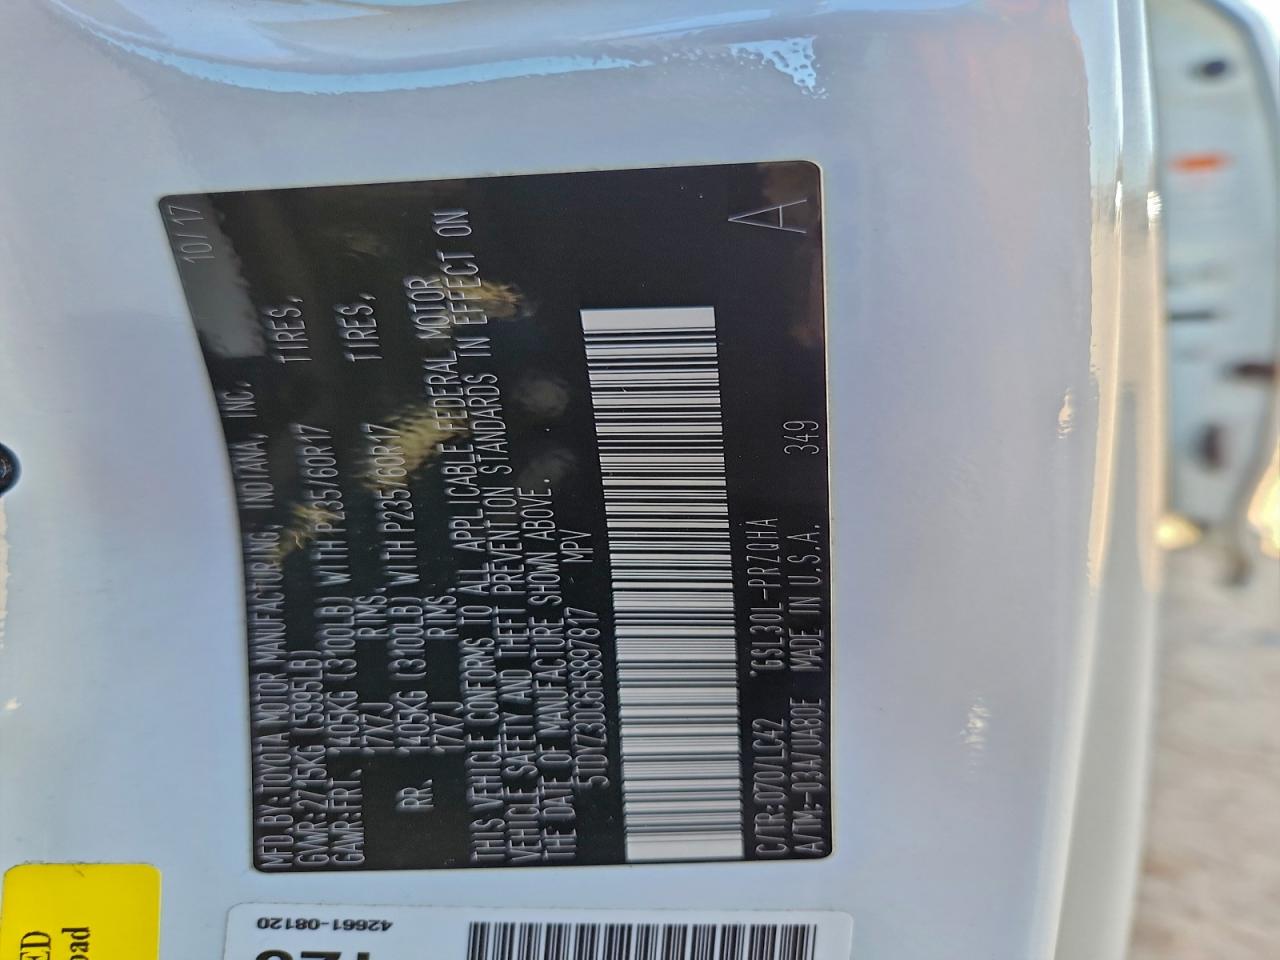 10/17
MFD.BY:TOYOTA MOTOR MANUFACTURING, INDIANA, INC.
GVWR:2715KG (5995LB)
GAWR:FRT. 1405KG (3100LB) WITH P235/60R17 TIRES,
17X7J RIMS,
RR. 1405KG (3100LB) WITH P235/60R17 TIRES,
17X7J RIMS.
THIS VEHICLE CONFORMS TO ALL APPLICABLE FEDERAL MOTOR
VEHICLE SAFETY AND THEFT PREVENTION STANDARDS IN EFFECT ON
THE DATE OF MANUFACTURE SHOWN ABOVE.
5TDYZ3DC6HS897817 MPV
C/TR:070/LC42 *GSL30L-PRZQHA
A/TM:-03A/UA80E MADE IN U.S.A. 349
A
42661-08120